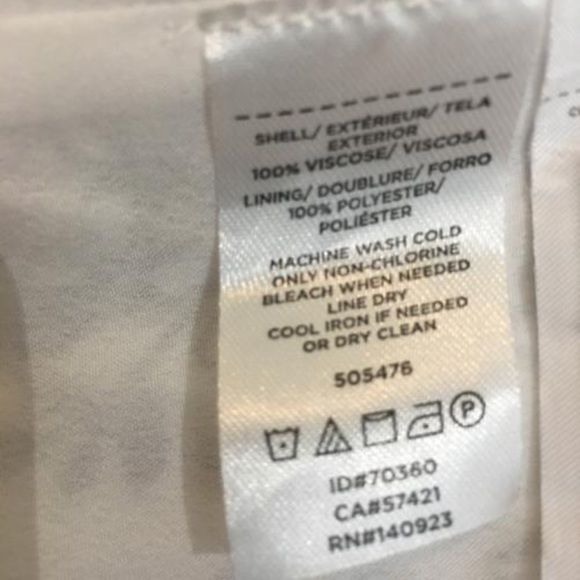 SHELL/ EXTÉRIEUR/ TELA
EXTERIOR
100% VISCOSE/ VISCOSA
LINING/ DOUBLURE/ FORRO
100% POLYESTER/
POLIÉSTER
MACHINE WASH COLD
ONLY NON-CHLORINE
BLEACH WHEN NEEDED
LINE DRY
COOL IRON IF NEEDED
OR DRY CLEAN
505476
P
ID#70360
CA#57421
RN#140923